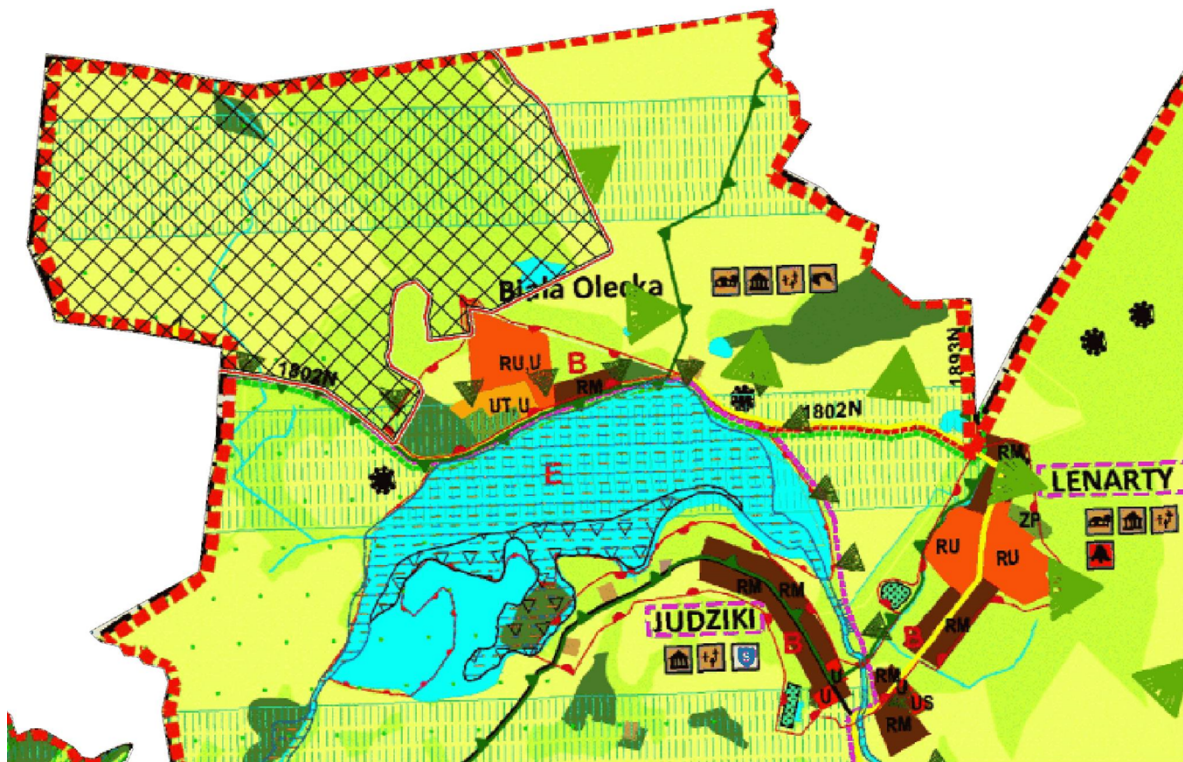 Biała Olecka
1802N
RU,U
B
RM
UT,U
1802N
1893N
E
RM
LENARTY
ZP
RU
RU
RM
RM
JUDZIKI
B
B
RM
S
U
U
RM
U
US
RM